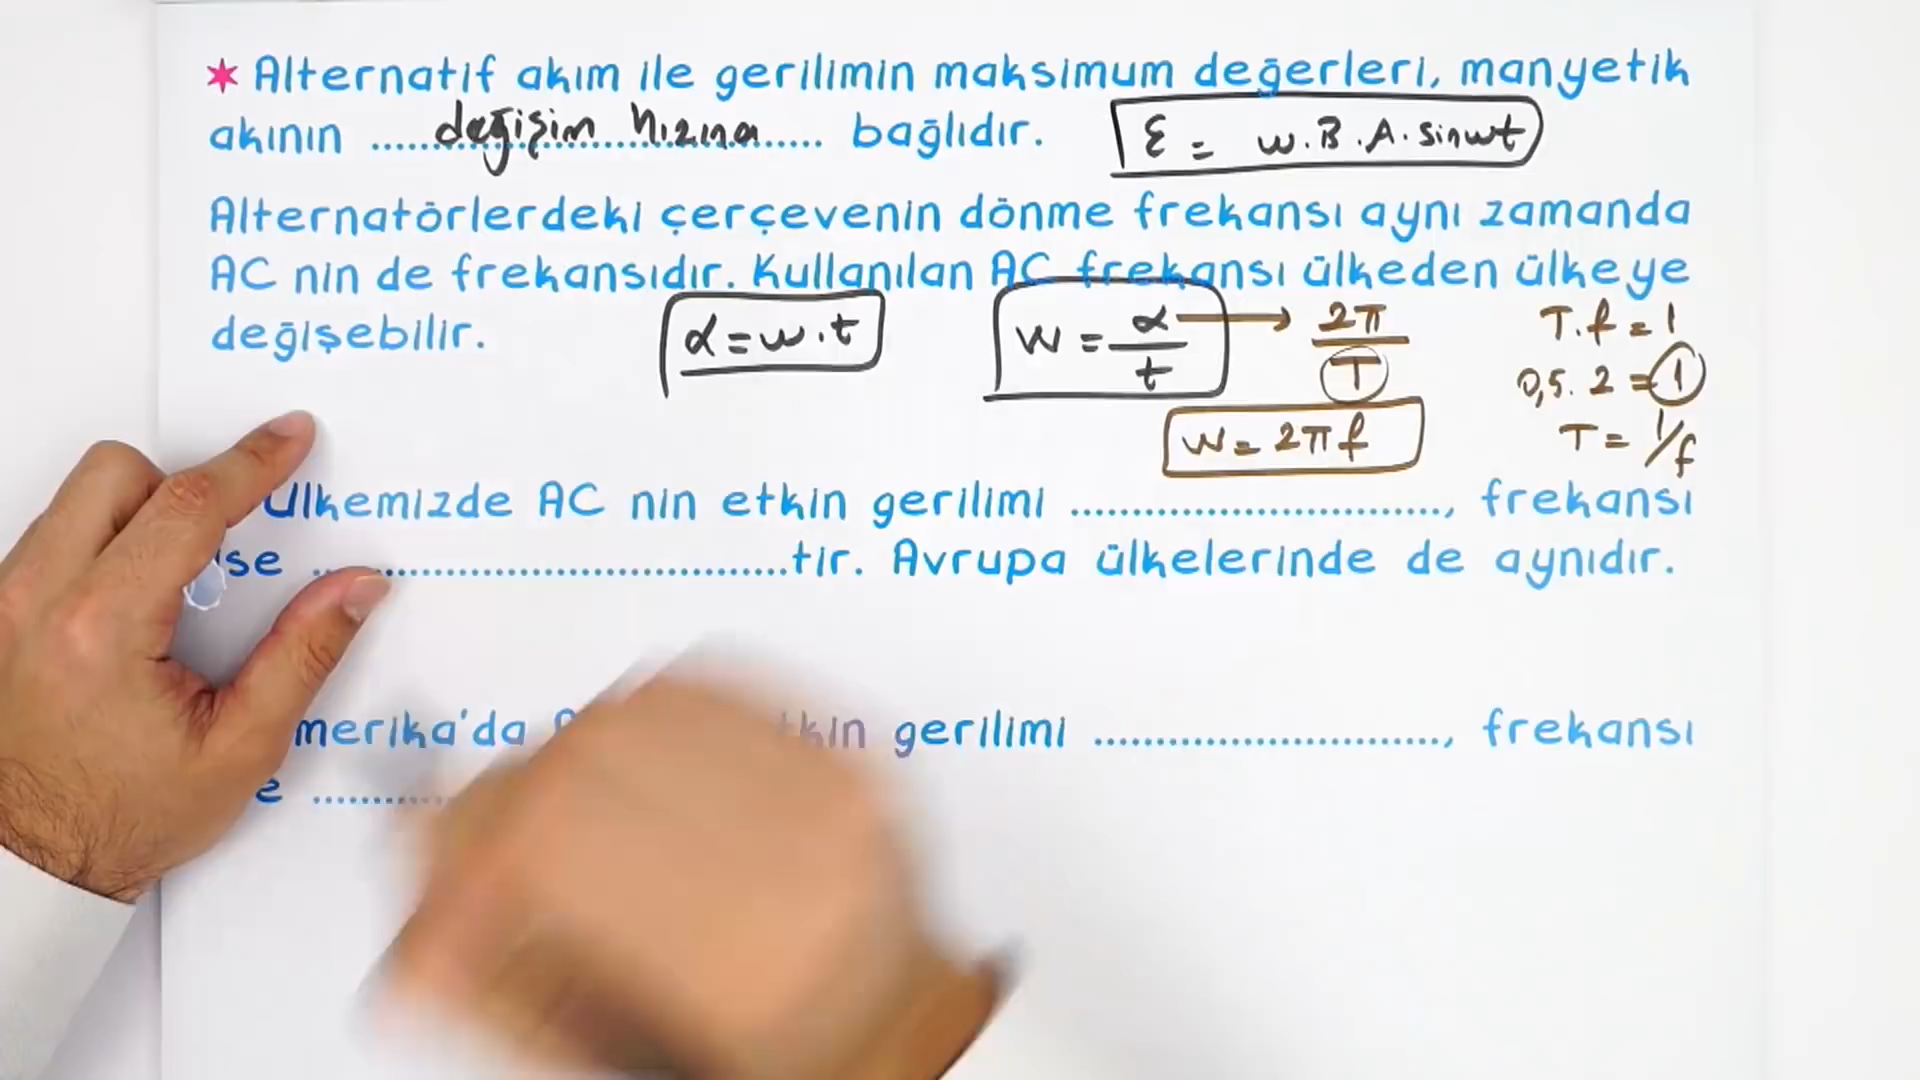 * Alternatif akım ile gerilimin maksimum değerleri, manyetik
akının ......değişim hızına...... bağlıdır.
ε = w.B.A.sinwt
Alternatörlerdeki çerçevenin dönme frekansı aynı zamanda
AC nin de frekansıdır. Kullanılan AC frekansı ülkeden ülkeye
değişebilir.
α = w.t
w = α/t → 2π/T
w = 2πf
T.f = 1
0,5. 2 = 1
T = 1/f
Ülkemizde AC nin etkin gerilimi .............................., frekansı
ise .......................................tir. Avrupa ülkelerinde de aynıdır.
merika'da gerilimi ............................, frekansı
e ............